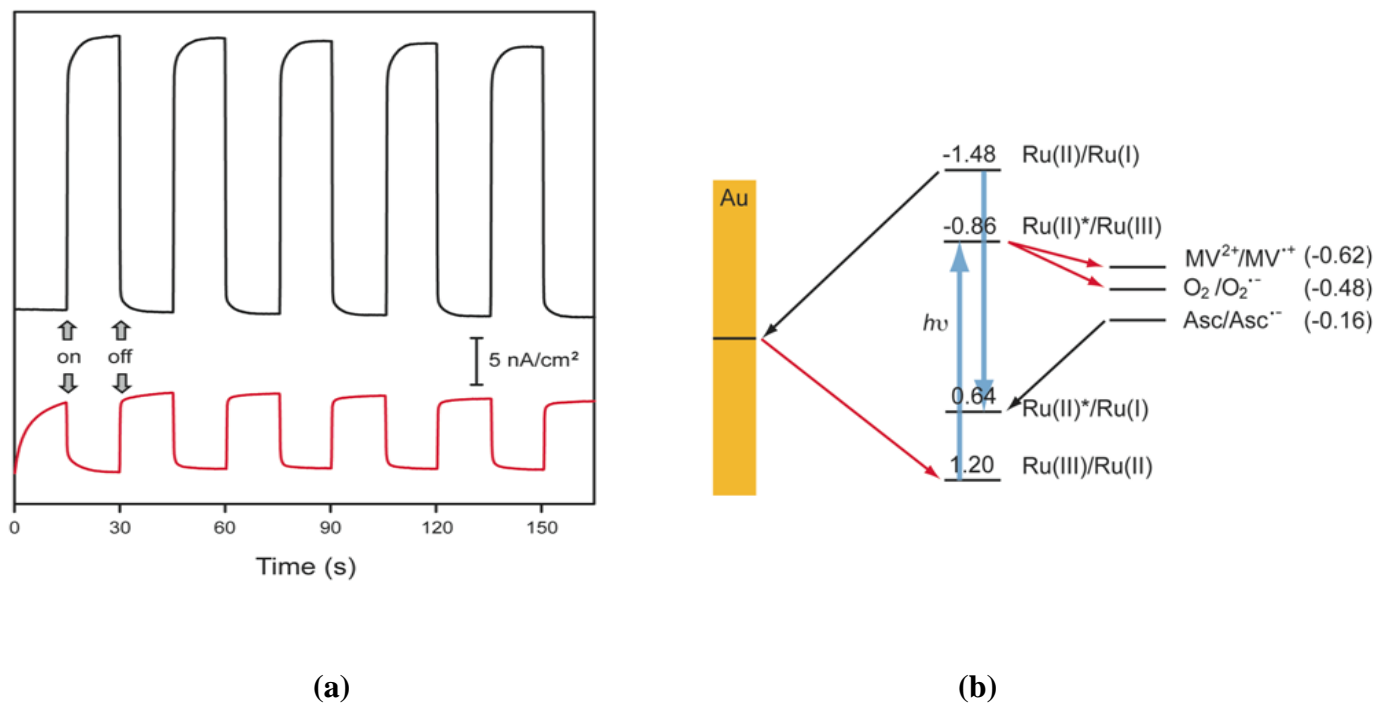 on off
5 nA/cm²
0 30 60 90 120 150
Time (s)
(a)
Au
-1.48 Ru(II)/Ru(I)
-0.86 Ru(II)*/Ru(III)
MV²⁺/MV˙⁺ (-0.62)
O₂/O₂˙⁻ (-0.48)
Asc/Asc˙⁻ (-0.16)
hυ
0.64 Ru(II)*/Ru(I)
1.20 Ru(III)/Ru(II)
(b)